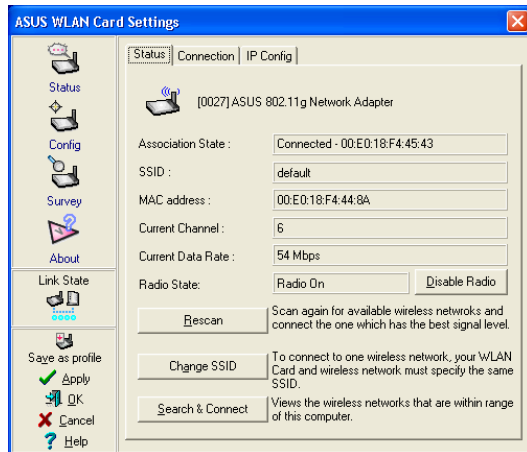 ASUS WLAN Card Settings
Status
Config
Survey
About
Link State
Save as profile
Apply
OK
Cancel
Help
Status Connection IP Config
[0027] ASUS 802.11g Network Adapter
Association State : Connected - 00:E0:18:F4:45:43
SSID : default
MAC address : 00:E0:18:F4:44:8A
Current Channel : 6
Current Data Rate : 54 Mbps
Radio State: Radio On Disable Radio
Rescan
Scan again for available wireless netwroks and
connect the one which has the best signal level.
Change SSID
To connect to one wireless network, your WLAN
Card and wireless network must specify the same
SSID.
Search & Connect
Views the wireless networks that are within range
of this computer.